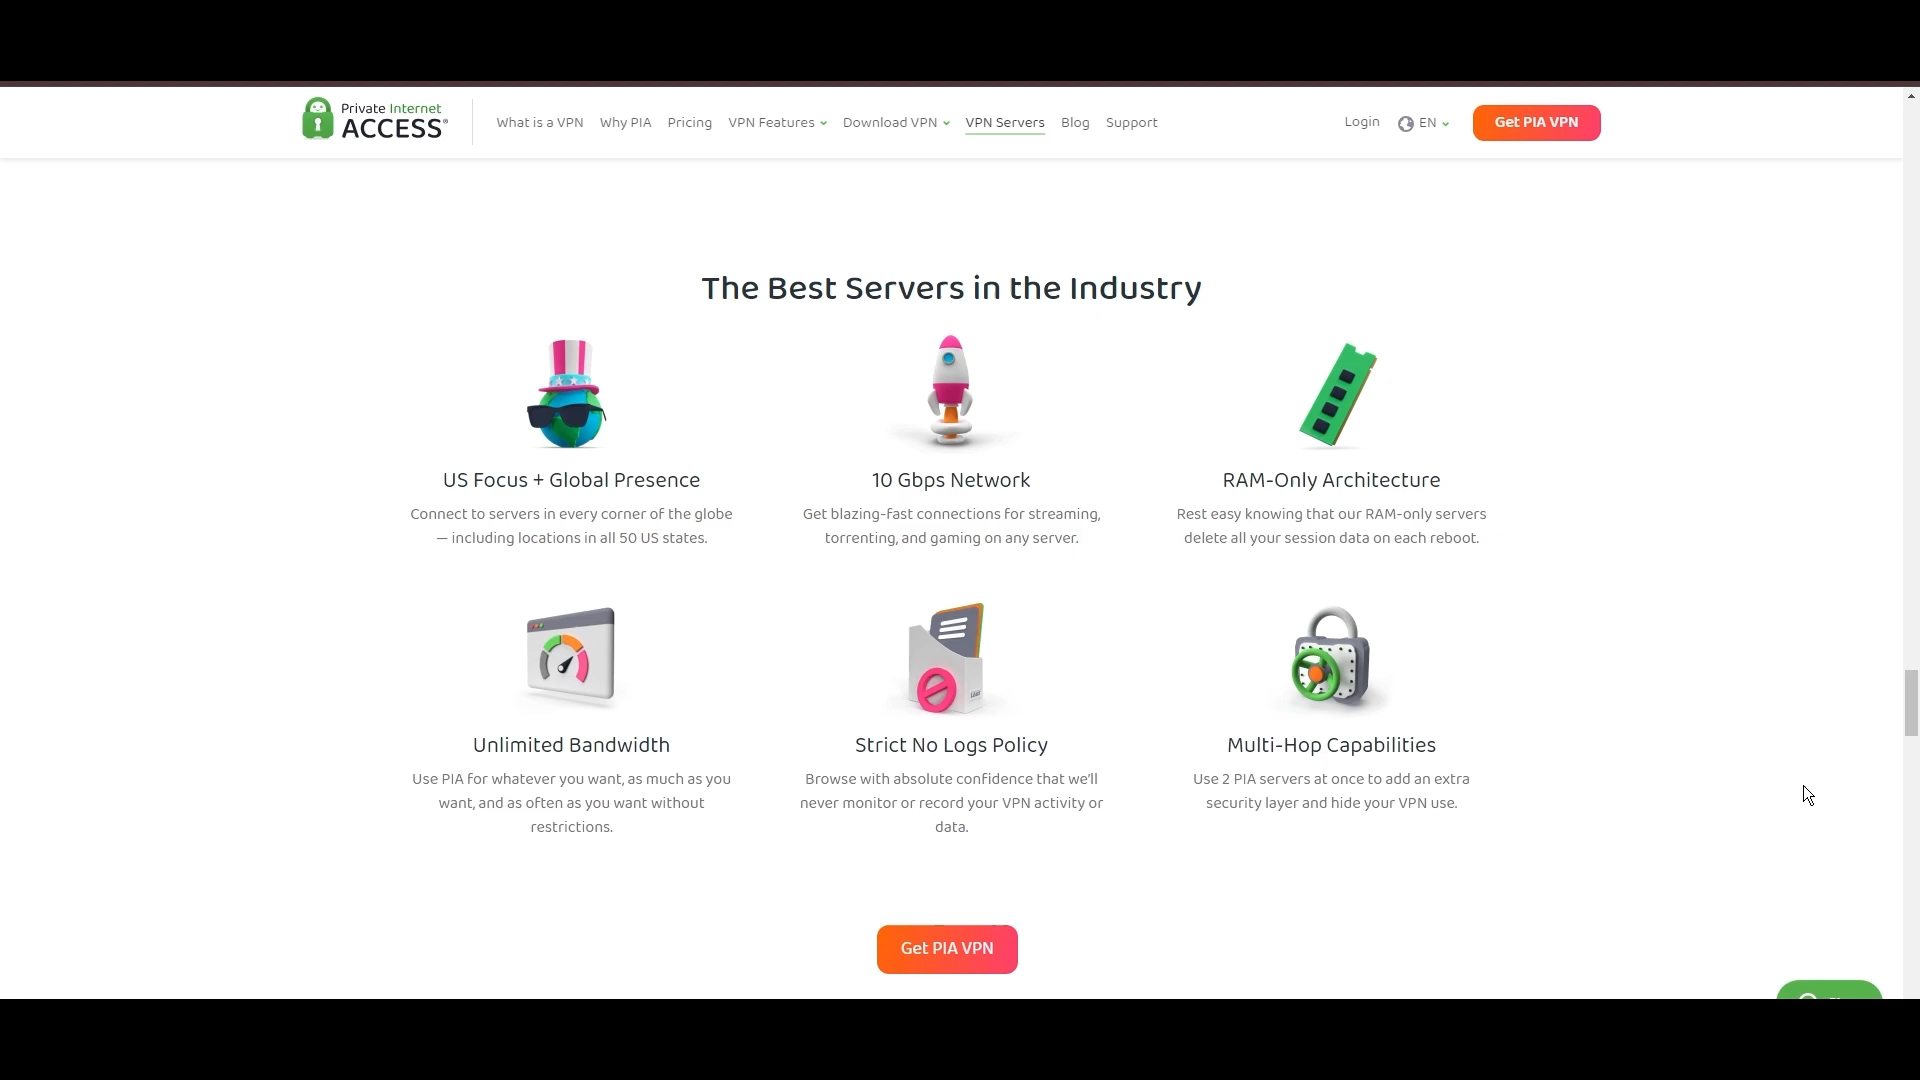 Private Internet
ACCESS®
What is a VPN
Why PIA
Pricing
VPN Features
Download VPN
VPN Servers
Blog
Support
Login
EN
Get PIA VPN
The Best Servers in the Industry
US Focus + Global Presence
Connect to servers in every corner of the globe
— including locations in all 50 US states.
10 Gbps Network
Get blazing-fast connections for streaming,
torrenting, and gaming on any server.
RAM-Only Architecture
Rest easy knowing that our RAM-only servers
delete all your session data on each reboot.
Unlimited Bandwidth
Use PIA for whatever you want, as much as you
want, and as often as you want without
restrictions.
Strict No Logs Policy
Browse with absolute confidence that we'll
never monitor or record your VPN activity or
data.
Multi-Hop Capabilities
Use 2 PIA servers at once to add an extra
security layer and hide your VPN use.
Get PIA VPN